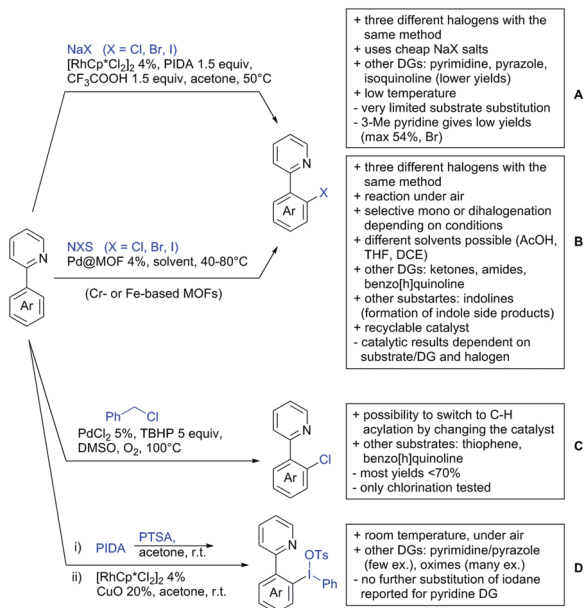 NaX (X = Cl, Br, I)
[RhCp*Cl2]2 4%, PIDA 1.5 equiv,
CF3COOH 1.5 equiv, acetone, 50°C
+ three different halogens with the
same method
+ uses cheap NaX salts
+ other DGs: pyrimidine, pyrazole,
isoquinoline (lower yields)
+ low temperature
- very limited substrate substitution
- 3-Me pyridine gives low yields
(max 54%, Br)
A
N
X
Ar
N
Ar
NXS (X = Cl, Br, I)
Pd@MOF 4%, solvent, 40-80°C
(Cr- or Fe-based MOFs)
+ three different halogens with the
same method
+ reaction under air
+ selective mono or dihalogenation
depending on conditions
+ different solvents possible (AcOH,
THF, DCE)
+ other DGs: ketones, amides,
benzo[h]quinoline
+ other substartes: indolines
(formation of indole side products)
+ recyclable catalyst
- catalytic results dependent on
substrate/DG and halogen
B
Ph Cl
PdCl2 5%, TBHP 5 equiv,
DMSO, O2, 100°C
N
Cl
Ar
+ possibility to switch to C-H
acylation by changing the catalyst
+ other substrates: thiophene,
benzo[h]quinoline
- most yields <70%
- only chlorination tested
C
i) PIDA PTSA,
acetone, r.t.
ii) [RhCp*Cl2]2 4%
CuO 20%, acetone, r.t.
N
OTs
I
Ph
Ar
+ room temperature, under air
+ other DGs: pyrimidine/pyrazole
(few ex.), oximes (many ex.)
- no further substitution of iodane
reported for pyridine DG
D